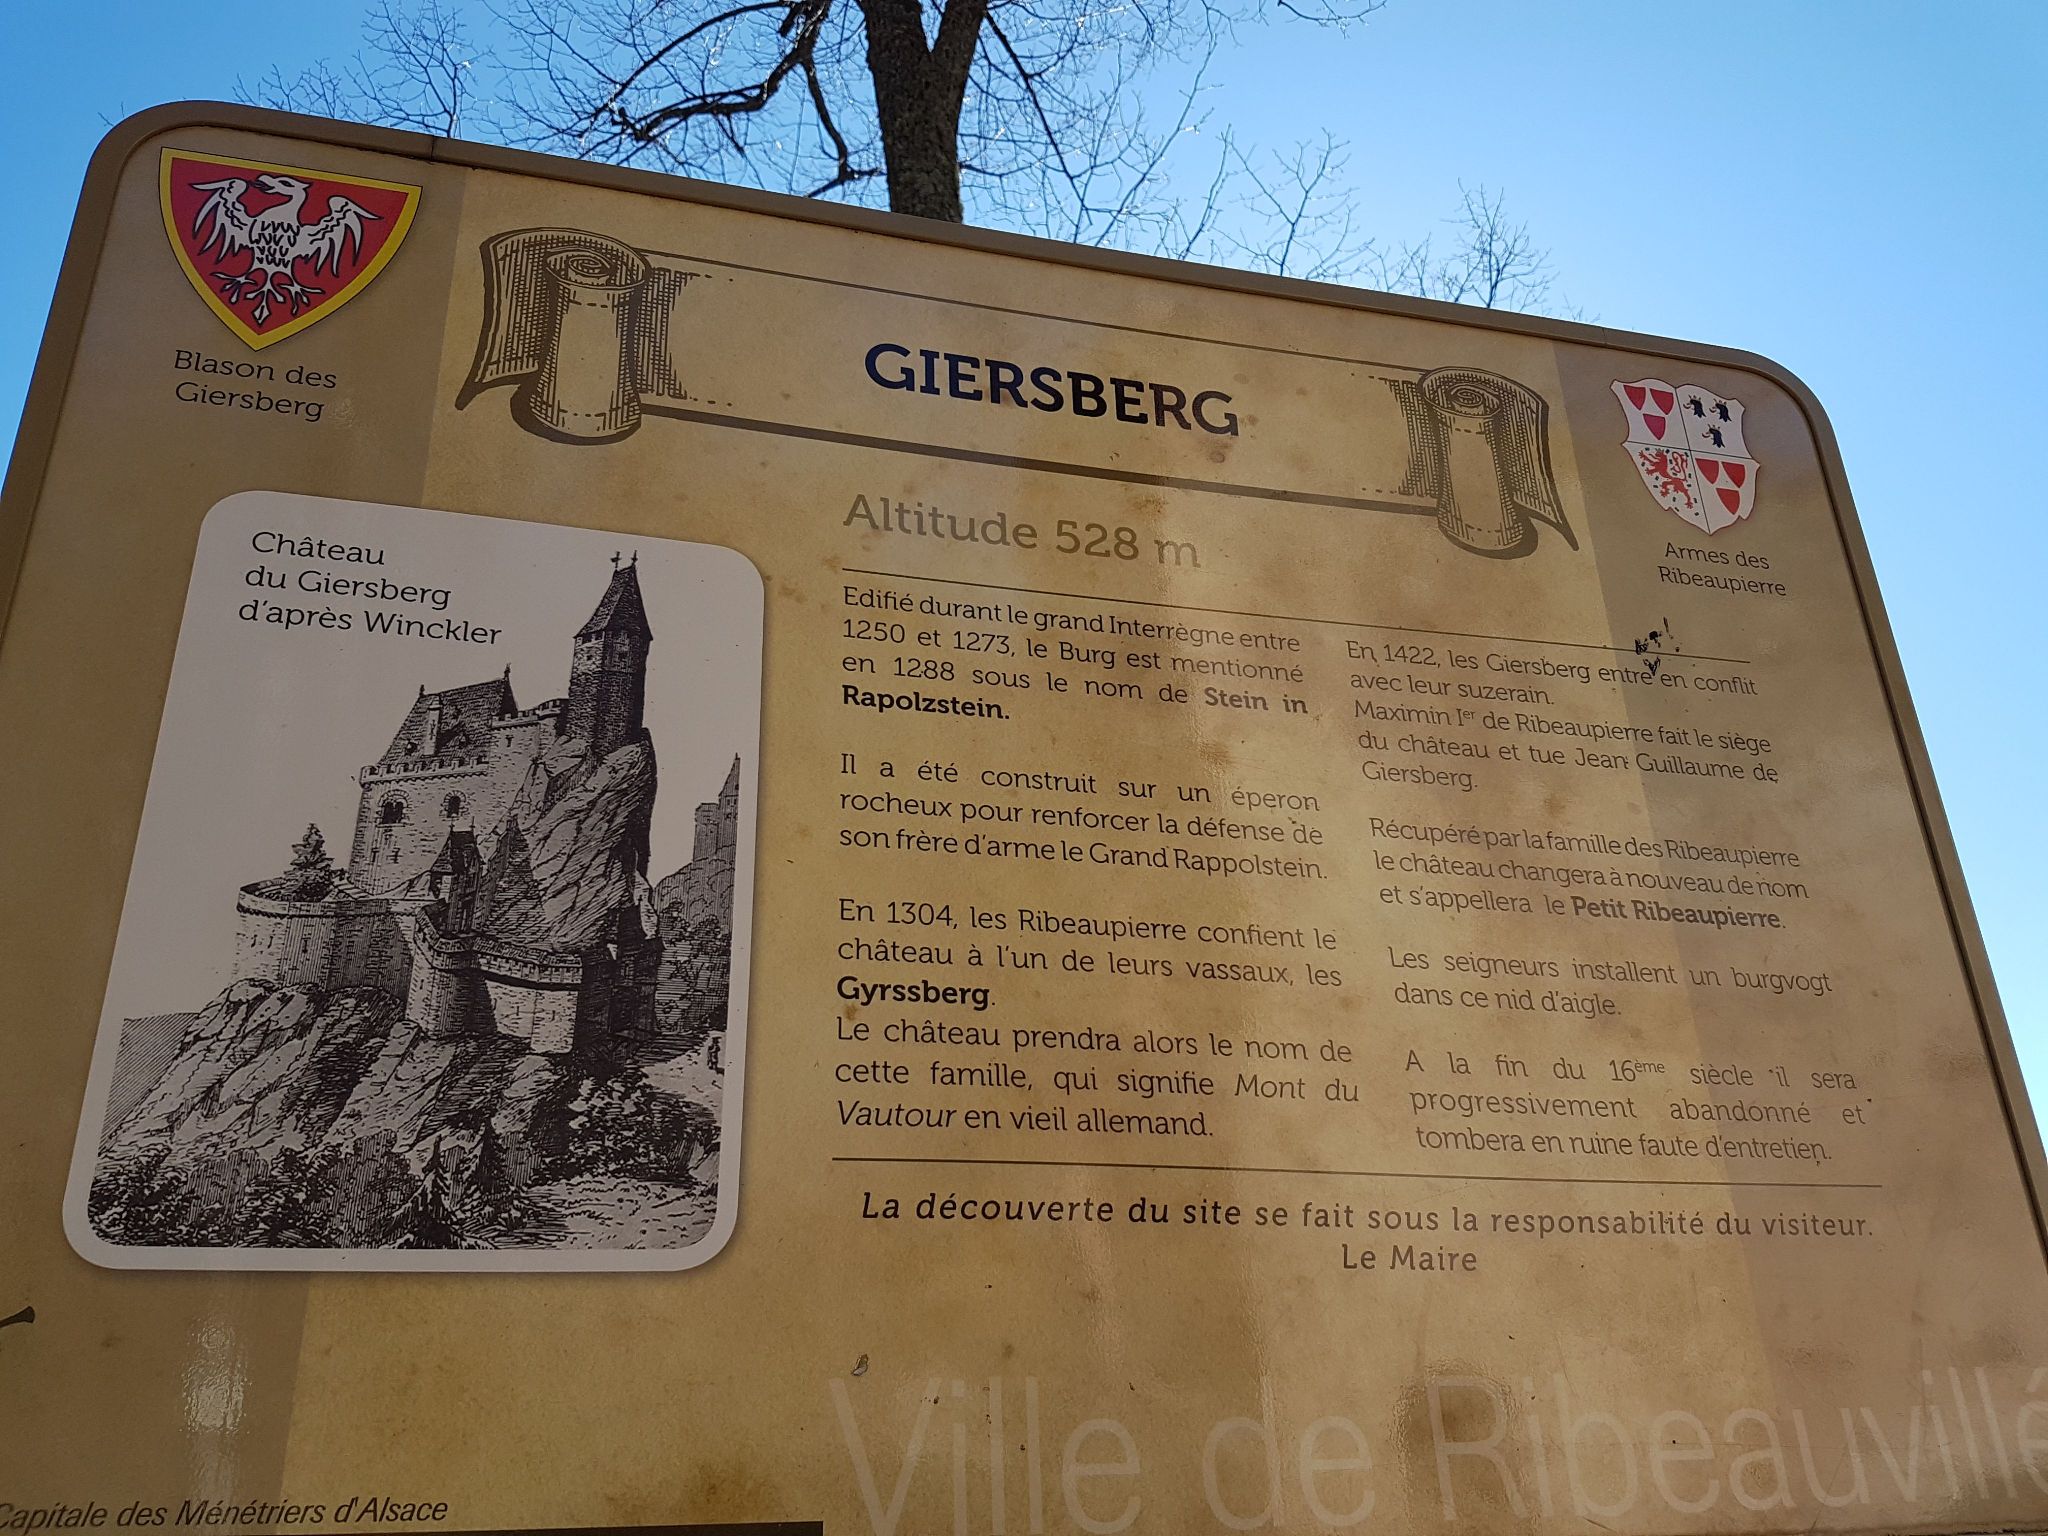 Blason des
Giersberg
GIERSBERG
Armes des
Ribeaupierre
Château
du Giersberg
d'après Winckler
Altitude 528 m
Edifié durant le grand Interrègne entre
1250 et 1273, le Burg est mentionné
en 1288 sous le nom de Stein in
Rapolzstein.
Il a été construit sur un éperon
rocheux pour renforcer la défense de
son frère d'arme le Grand Rappolstein.
En 1304, les Ribeaupierre confient le
château à l'un de leurs vassaux, les
Gyrssberg.
Le château prendra alors le nom de
cette famille, qui signifie Mont du
Vautour en vieil allemand.
En 1422, les Giersberg entre en conflit
avec leur suzerain.
Maximin Ier de Ribeaupierre fait le siège
du château et tue Jean Guillaume de
Giersberg.
Récupéré par la famille des Ribeaupierre
le château changera à nouveau de nom
et s'appellera le Petit Ribeaupierre.
Les seigneurs installent un burgvogt
dans ce nid d'aigle.
A la fin du 16ème siècle il sera
progressivement abandonné et
tombera en ruine faute d'entretien.
La découverte du site se fait sous la responsabilité du visiteur.
Le Maire
Ville de Ribeauvillé
Capitale des Ménétriers d'Alsace